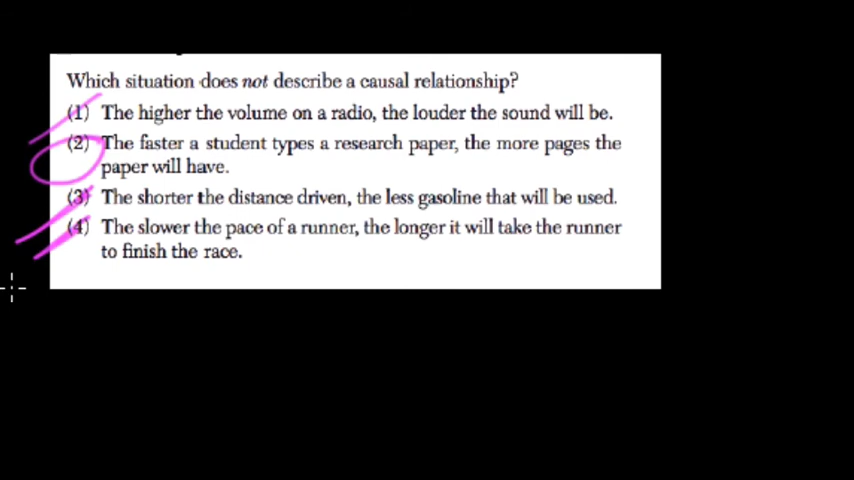 Which situation does not describe a causal relationship?
(1) The higher the volume on a radio, the louder the sound will be.
(2) The faster a student types a research paper, the more pages the
paper will have.
(3) The shorter the distance driven, the less gasoline that will be used.
(4) The slower the pace of a runner, the longer it will take the runner
to finish the race.